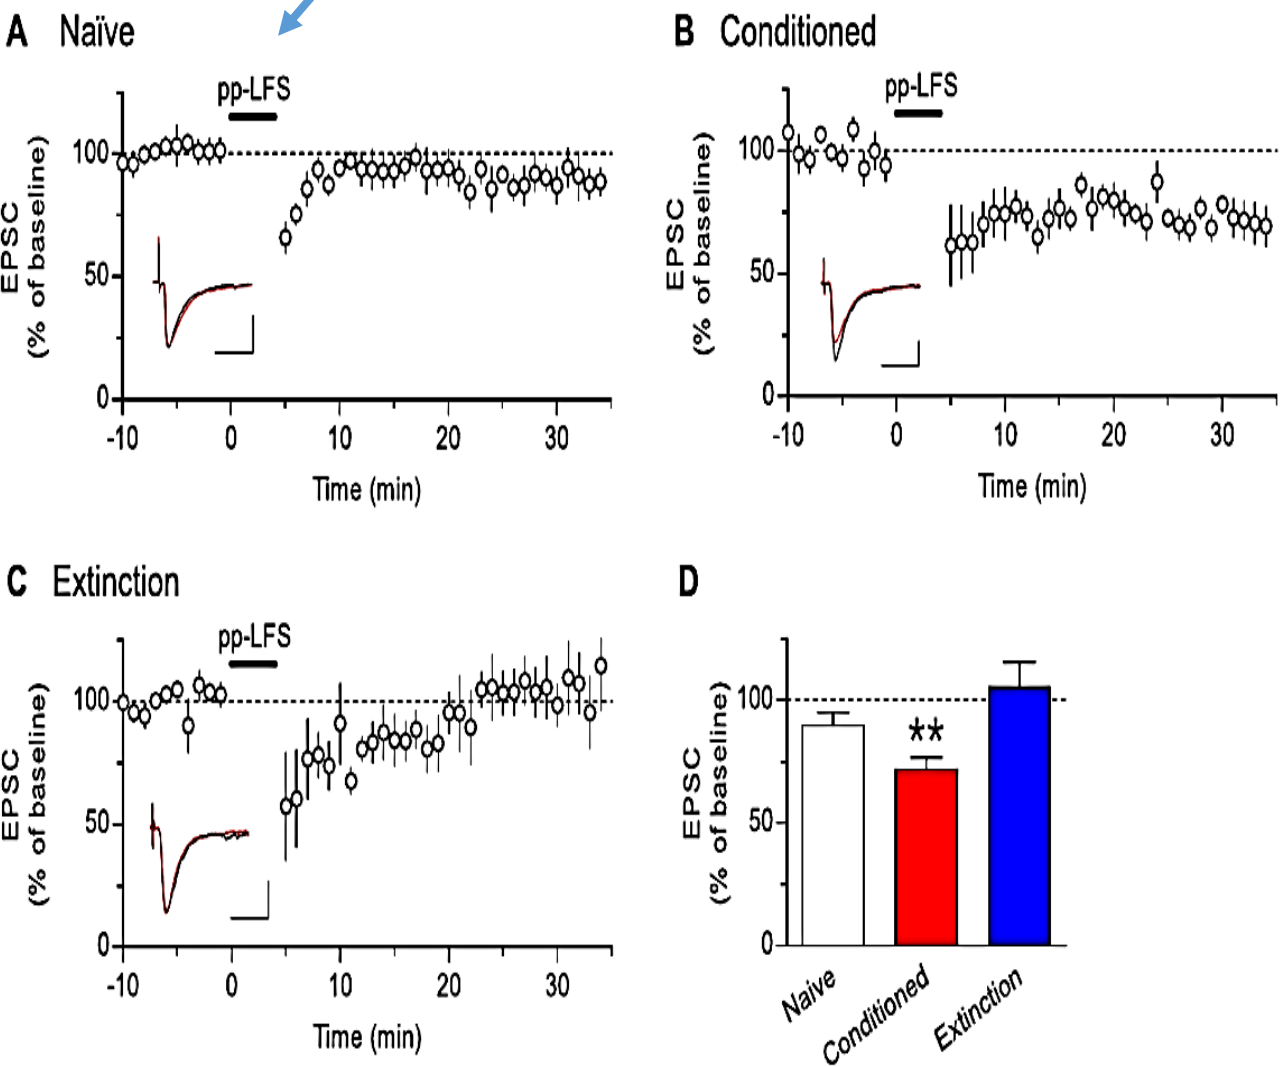 A Naïve
pp-LFS
100
50
0
EPSC
(% of baseline)
-10 0 10 20 30
Time (min)
B Conditioned
pp-LFS
100
50
0
EPSC
(% of baseline)
-10 0 10 20 30
Time (min)
C Extinction
pp-LFS
100
50
0
EPSC
(% of baseline)
-10 0 10 20 30
Time (min)
D
100
50
0
EPSC
(% of baseline)
**
Naive
Conditioned
Extinction